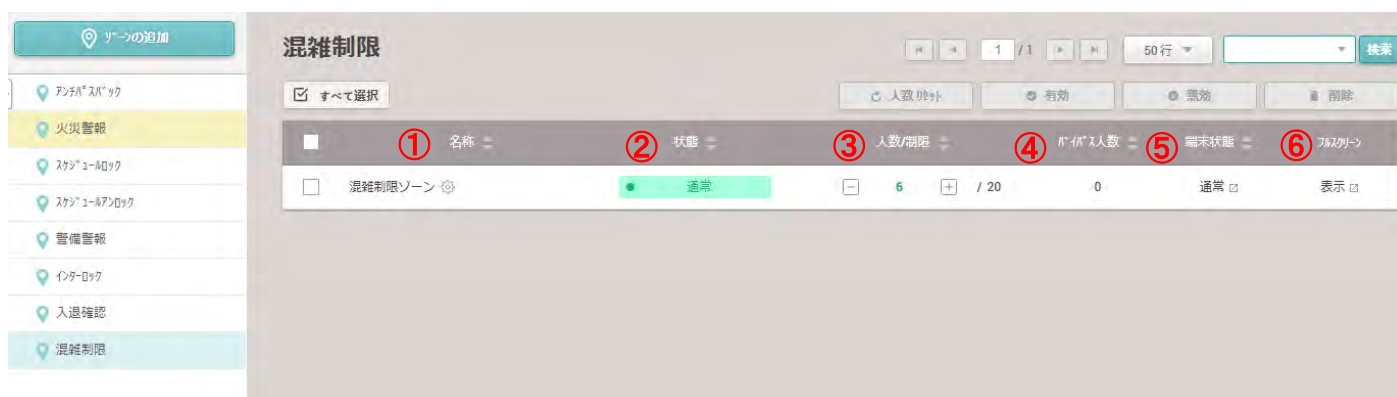 ｿﾞｰﾝの追加
ｱﾝﾁﾊﾟｽﾊﾞｯｸ
火災警報
ｽｹｼﾞｭｰﾙﾛｯｸ
ｽｹｼﾞｭｰﾙｱﾝﾛｯｸ
警備警報
ｲﾝﾀｰﾛｯｸ
入退確認
混雑制限
混雑制限
1 / 1
50 行
検索
すべて選択
人数ﾘｾｯﾄ
有効
無効
削除
① 名称 ② 状態 ③ 人数/制限 ④ ﾊﾞｲﾊﾟｽ人数 ⑤ 端末状態 ⑥ ﾌﾙｽｸﾘｰﾝ
混雑制限ゾーン 通常 6 / 20 0 通常 表示